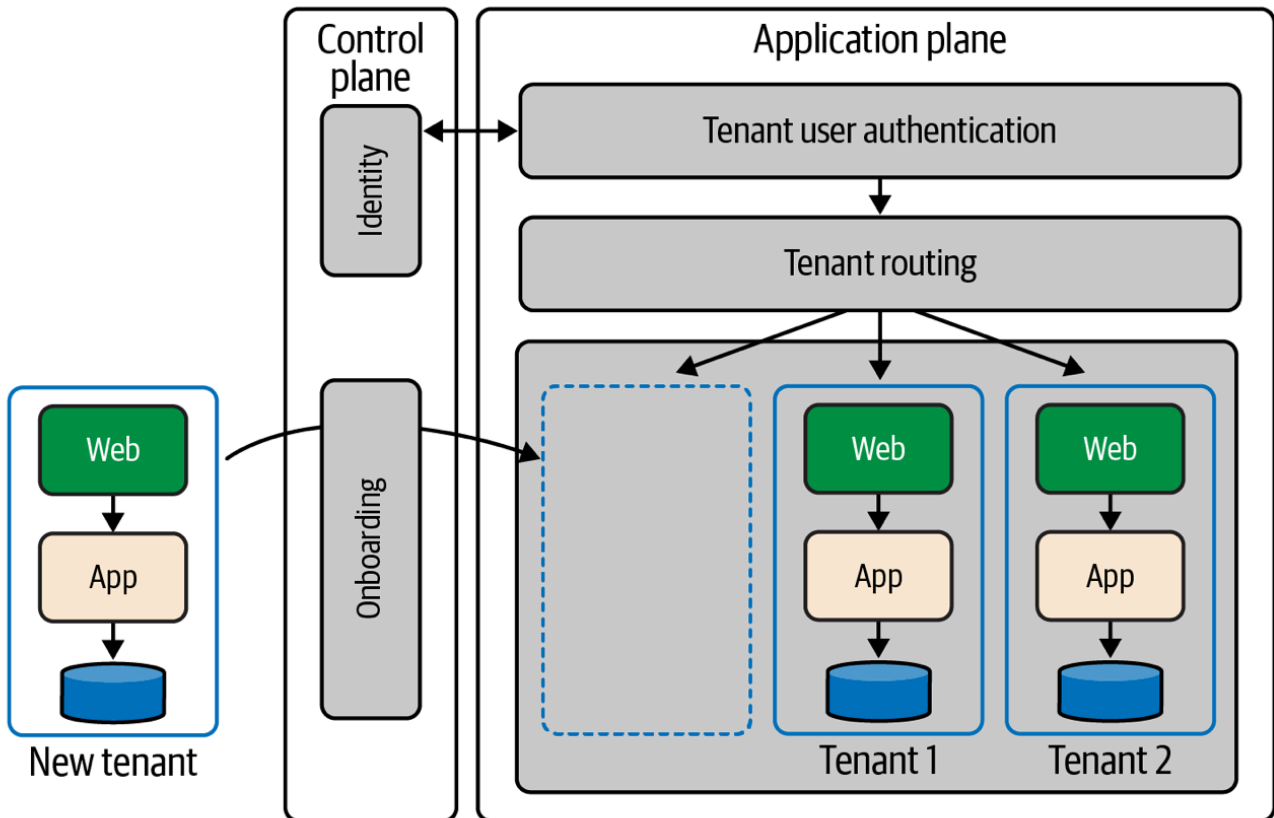 Control
plane
Application plane
Identity
Tenant user authentication
Tenant routing
Onboarding
Web
App
New tenant
Web
App
Tenant 1
Web
App
Tenant 2